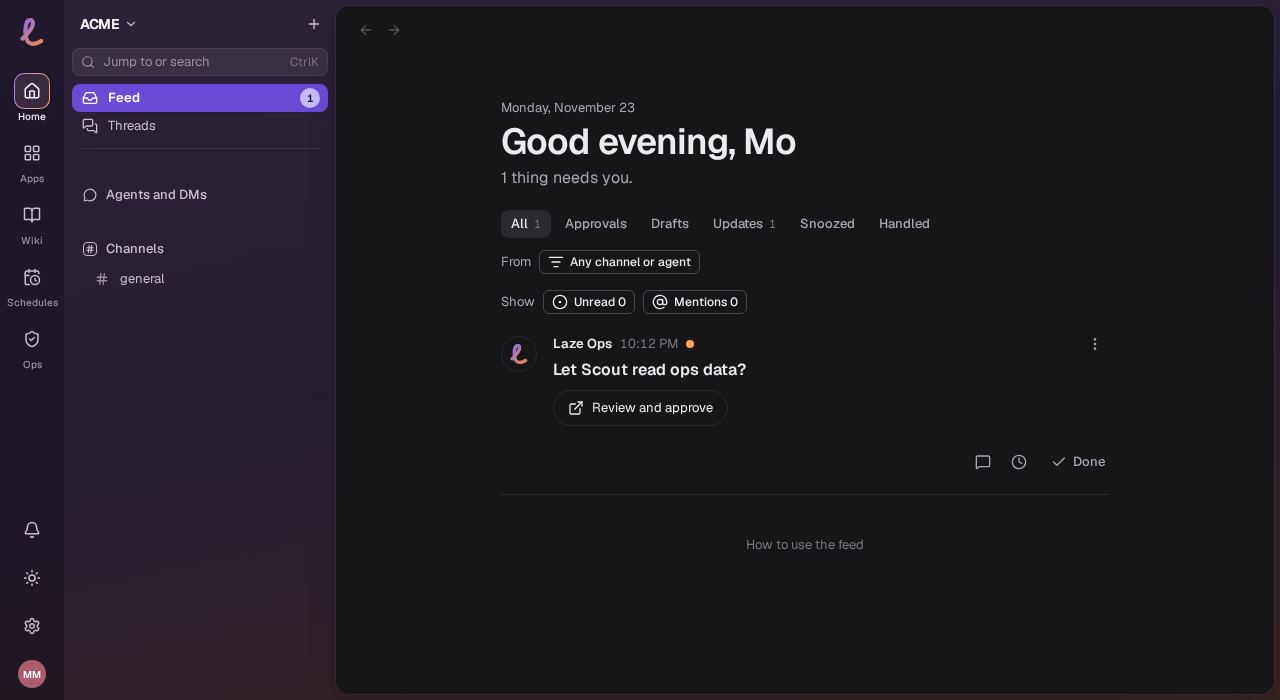 ACME
Jump to or search CtrlK
Feed 1
Home
Threads
Apps
Agents and DMs
Wiki
Channels
general
Schedules
Ops
MM
Monday, November 23
Good evening, Mo
1 thing needs you.
All 1 Approvals Drafts Updates 1 Snoozed Handled
From Any channel or agent
Show Unread 0 Mentions 0
Laze Ops 10:12 PM
Let Scout read ops data?
Review and approve
Done
How to use the feed